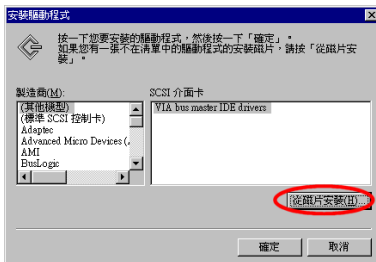 安裝驅動程式
按一下您要安裝的驅動程式，然後按一下「確定」。
如果您有一張不在清單中的驅動程式的安裝磁片，請按「從磁片安
裝」。
製造商(M):
SCSI 介面卡
(其他機型)
(標準 SCSI 控制卡)
Adaptec
Advanced Micro Devices (.
AMI
BusLogic
VIA bus master IDE drivers
從磁片安裝(H)...
確定
取消